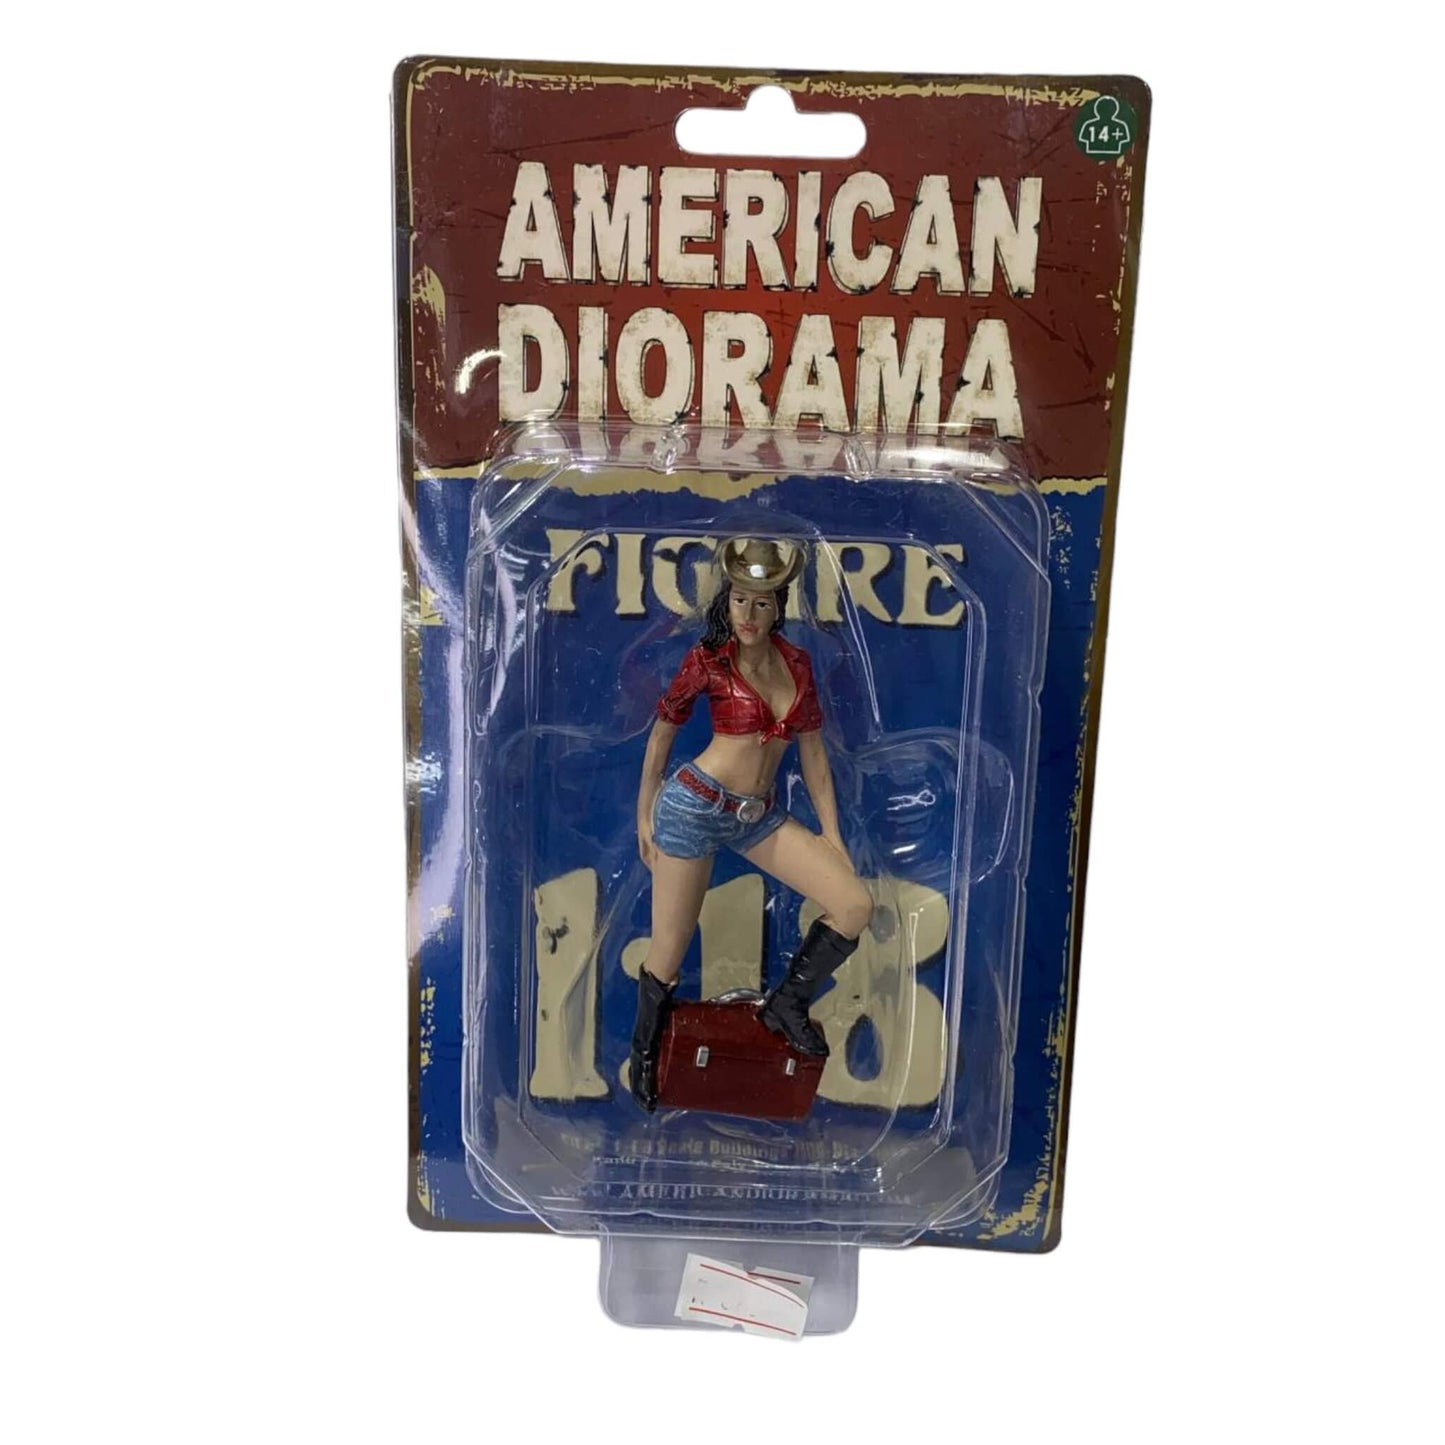 14+
AMERICAN
DIORAMA
FIGURE
1:18